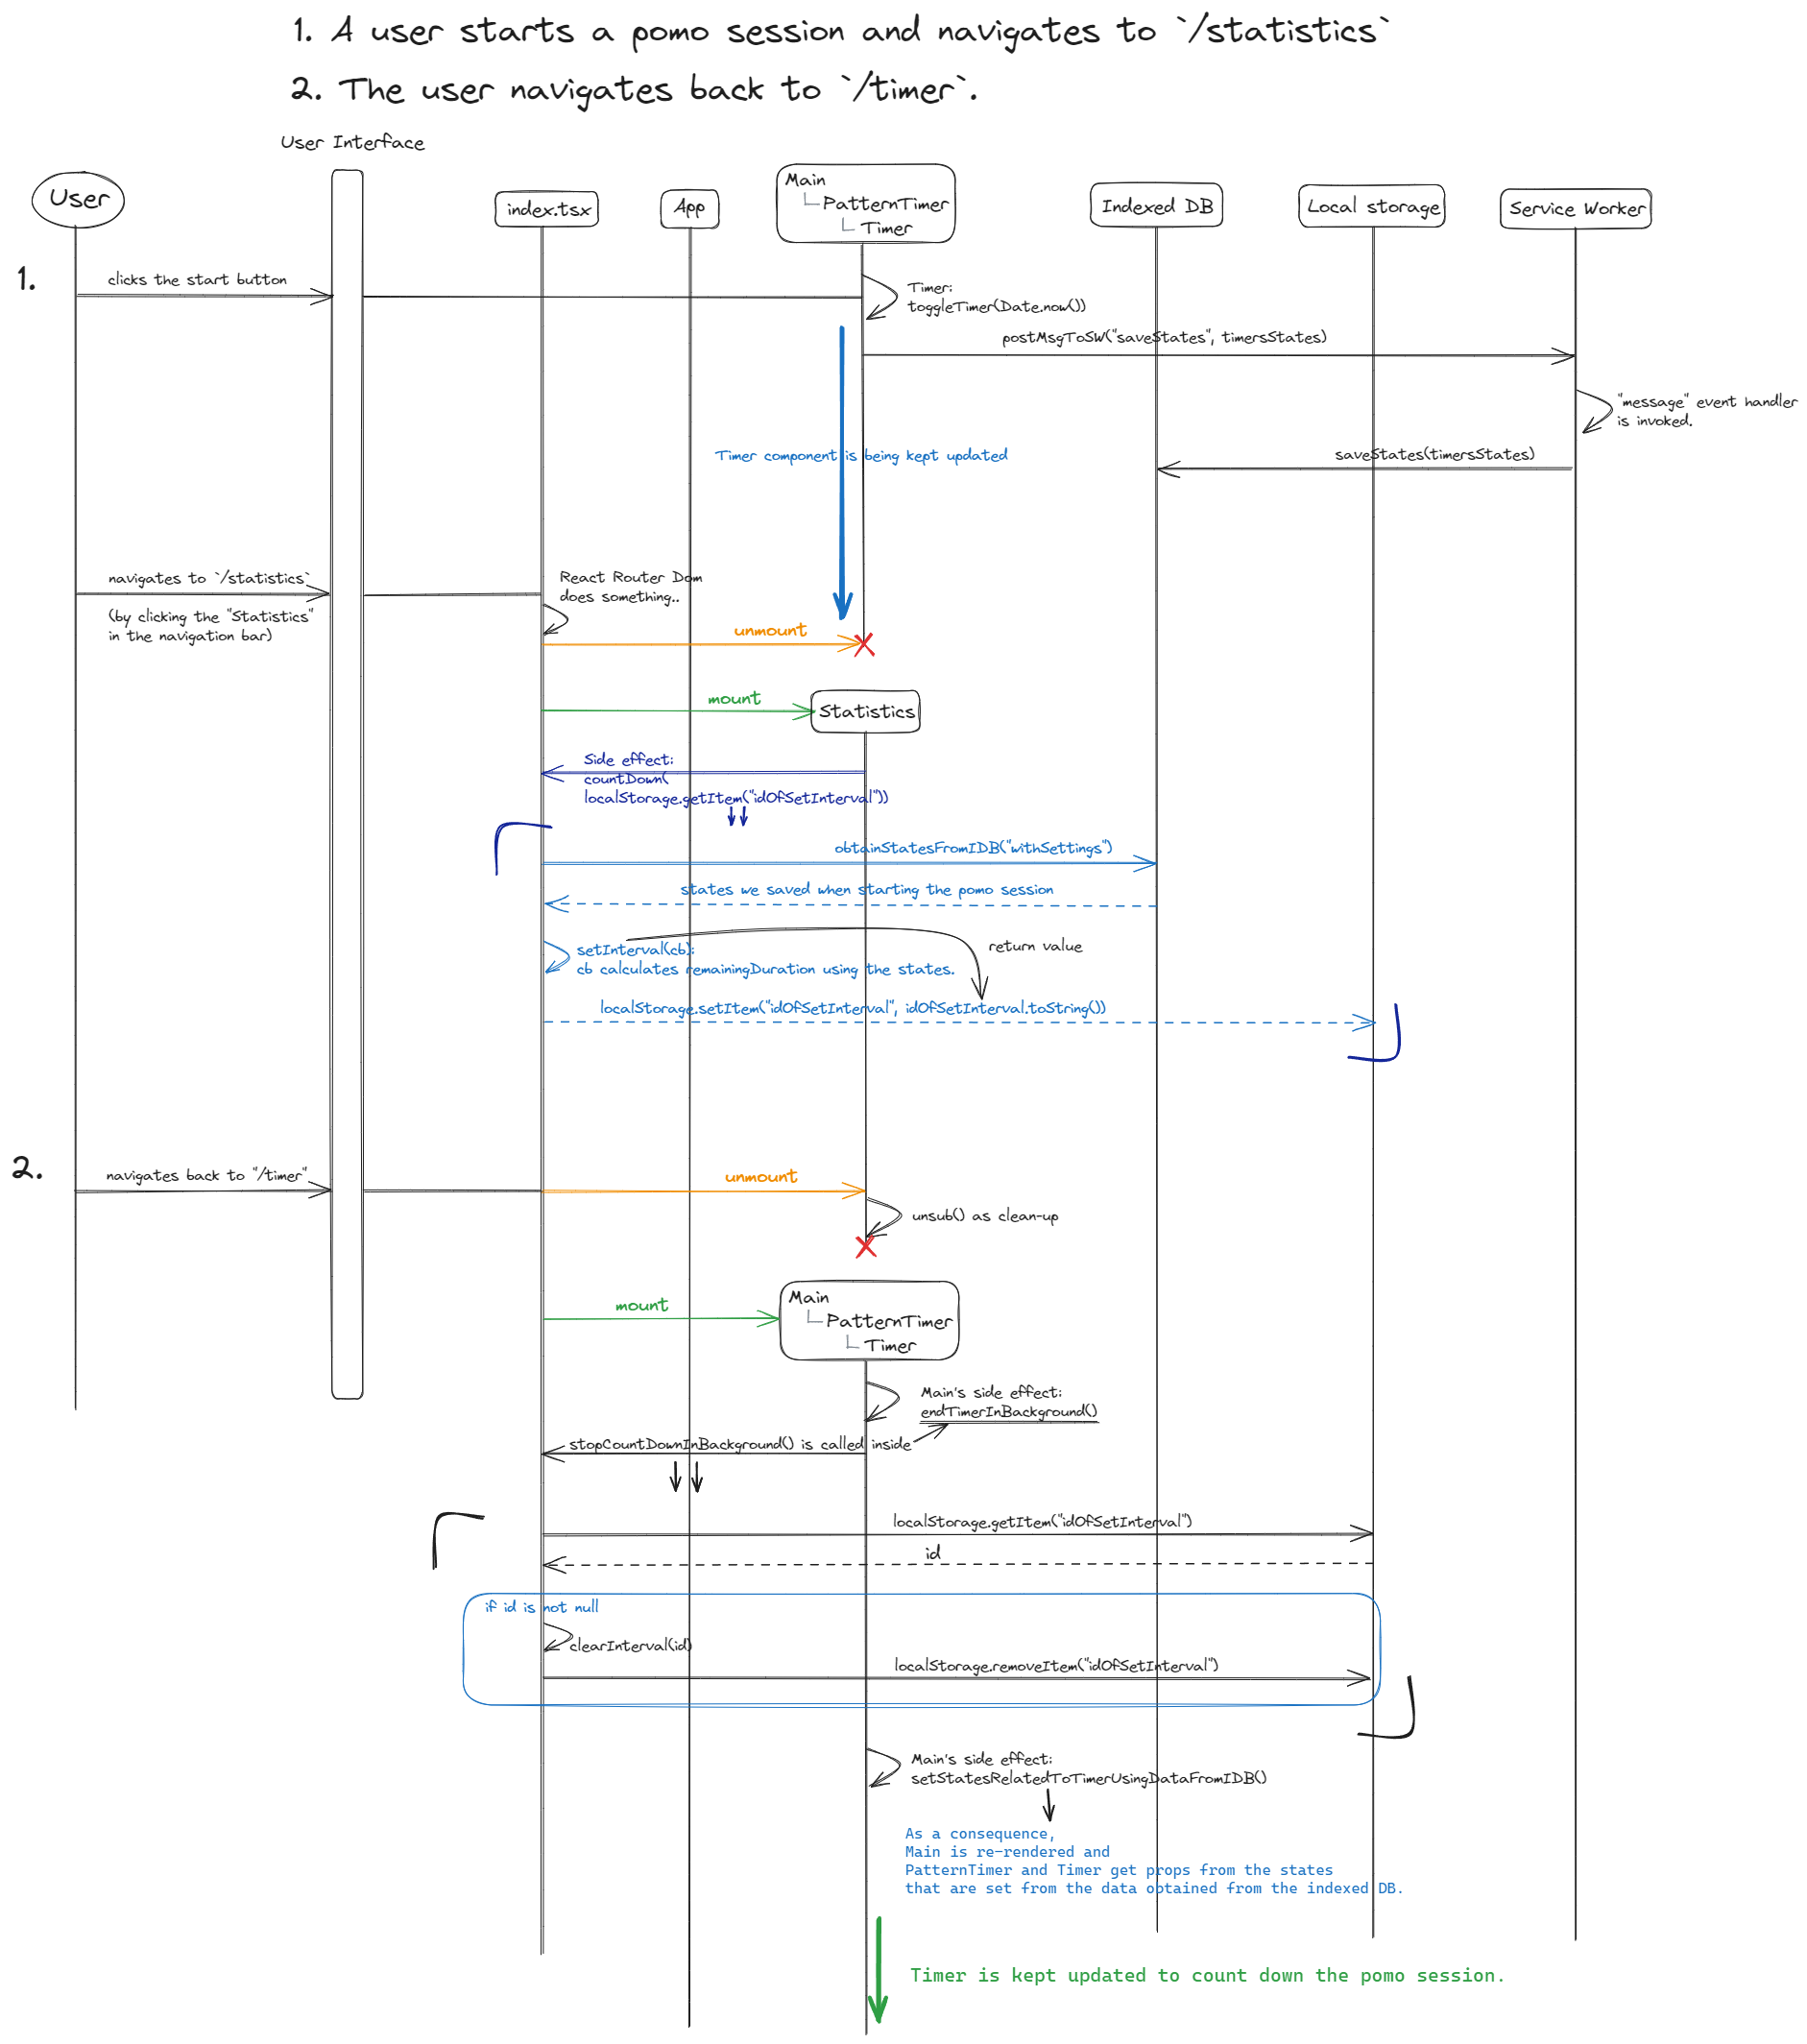 1. A user starts a pomo session and navigates to `/statistics`
2. The user navigates back to `/timer`.
User Interface
User
index.tsx
App
Main
PatternTimer
Timer
Indexed DB
Local storage
Service Worker
1.
clicks the start button
Timer:
toggleTimer(Date.now())
postMsgToSW("saveStates", timersStates)
"message" event handler
is invoked.
Timer component is being kept updated
saveStates(timersStates)
navigates to `/statistics`
(by clicking the "Statistics"
in the navigation bar)
React Router Dom
does something..
unmount
mount
Statistics
Side effect:
countDown(
localStorage.getItem("idOfSetInterval"))
obtainStatesFromIDB("withSettings")
states we saved when starting the pomo session
setInterval(cb):
cb calculates remainingDuration using the states.
return value
localStorage.setItem("idOfSetInterval", idOfSetInterval.toString())
2.
navigates back to "/timer"
unmount
unsub() as clean-up
mount
Main
PatternTimer
Timer
Main's side effect:
endTimerInBackground()
stopCountDownInBackground() is called inside
localStorage.getItem("idOfSetInterval")
id
if id is not null
clearInterval(id)
localStorage.removeItem("idOfSetInterval")
Main's side effect:
setStatesRelatedToTimerUsingDataFromIDB()
As a consequence,
Main is re-rendered and
PatternTimer and Timer get props from the states
that are set from the data obtained from the indexed DB.
Timer is kept updated to count down the pomo session.